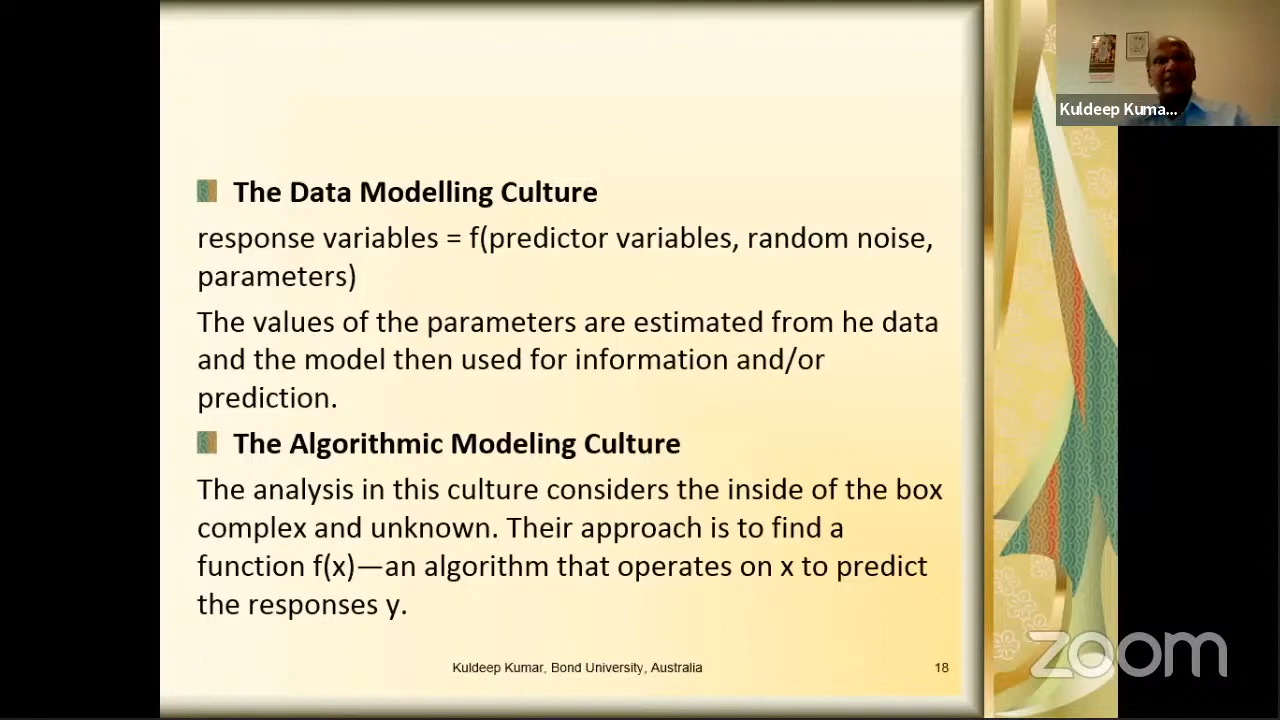 The Data Modelling Culture
response variables = f(predictor variables, random noise,
parameters)
The values of the parameters are estimated from he data
and the model then used for information and/or
prediction.
The Algorithmic Modeling Culture
The analysis in this culture considers the inside of the box
complex and unknown. Their approach is to find a
function f(x)—an algorithm that operates on x to predict
the responses y.
Kuldeep Kumar, Bond University, Australia
18
Kuldeep Kuma...
zoom